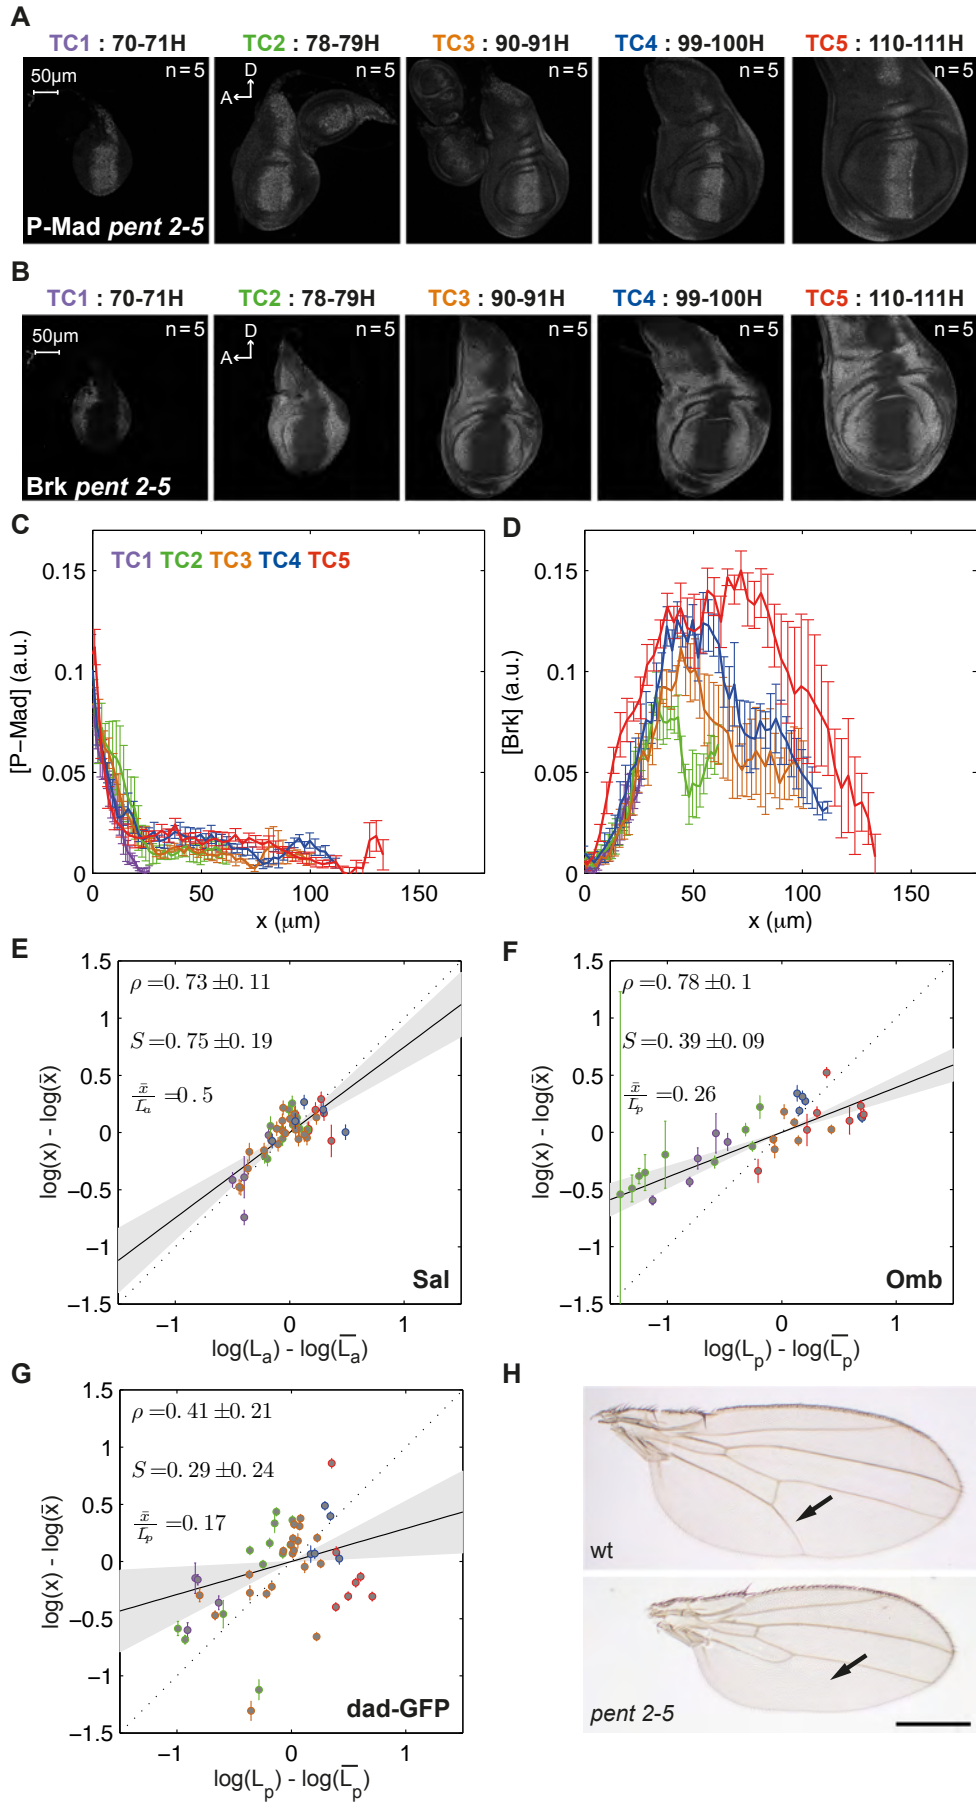 A
TC1 : 70-71H TC2 : 78-79H TC3 : 90-91H TC4 : 99-100H TC5 : 110-111H
50µm n=5 D A n=5 n=5 n=5 n=5
P-Mad pent 2-5
B
TC1 : 70-71H TC2 : 78-79H TC3 : 90-91H TC4 : 99-100H TC5 : 110-111H
50µm n=5 D A n=5 n=5 n=5 n=5
Brk pent 2-5
C
TC1 TC2 TC3 TC4 TC5
0.15
0.1
0.05
0
[P−Mad] (a.u.)
0 50 100 150
x (µm)
D
0.15
0.1
0.05
0
[Brk] (a.u.)
0 50 100 150
x (µm)
E
1.5
1
0.5
0
−0.5
−1
−1.5
log(x) - log(x̄)
ρ=0.73 ±0.11
S=0.75 ±0.19
x̄/L̄a =0.5
Sal
−1 0 1
log(La) - log(L̄a)
F
1.5
1
0.5
0
−0.5
−1
−1.5
log(x) - log(x̄)
ρ=0.78 ±0.1
S=0.39 ±0.09
x̄/L̄p =0.26
Omb
−1 0 1
log(Lp) - log(L̄p)
G
1.5
1
0.5
0
−0.5
−1
−1.5
log(x) - log(x̄)
ρ=0.41 ±0.21
S=0.29 ±0.24
x̄/L̄p =0.17
dad-GFP
−1 0 1
log(Lp) - log(L̄p)
H
wt
pent 2-5